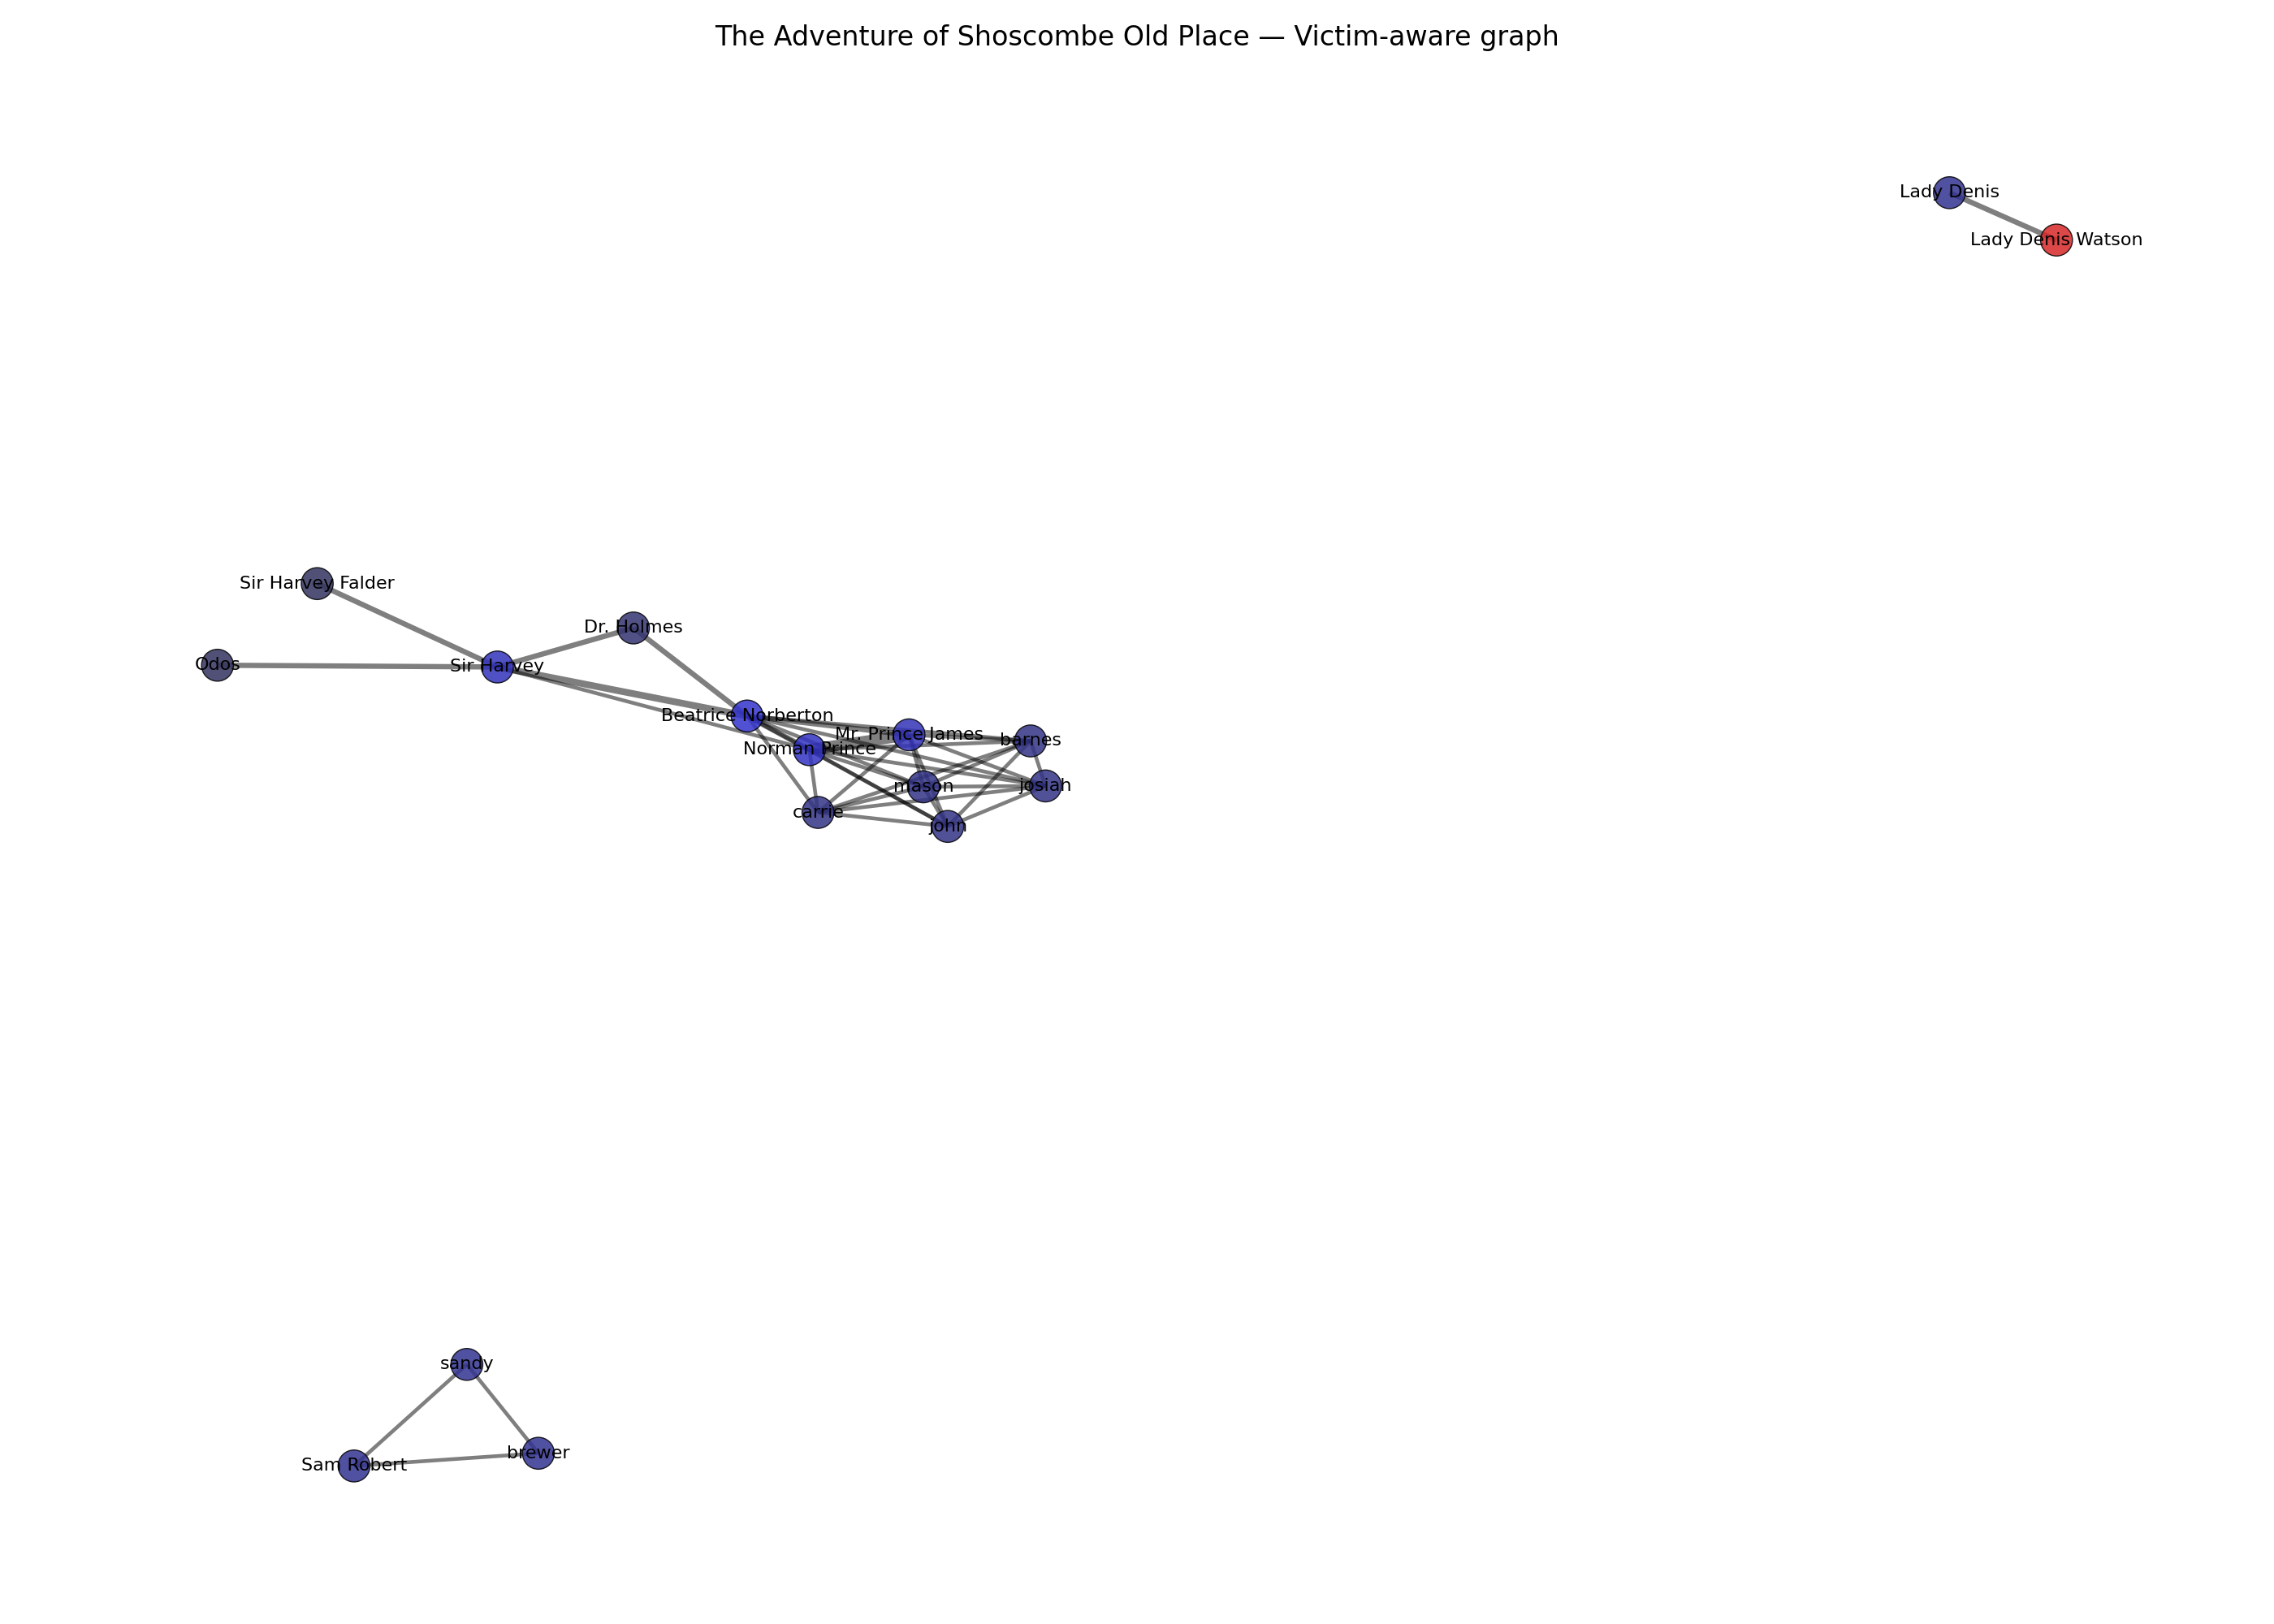 The Adventure of Shoscombe Old Place — Victim-aware graph
Lady Denis
Lady Denis Watson
Sir Harvey Falder
Dr. Holmes
Odos
Sir Harvey
Beatrice Norberton
Mr. Prince James
barnes
Norman Prince
mason
josiah
carrie
john
sandy
brewer
Sam Robert